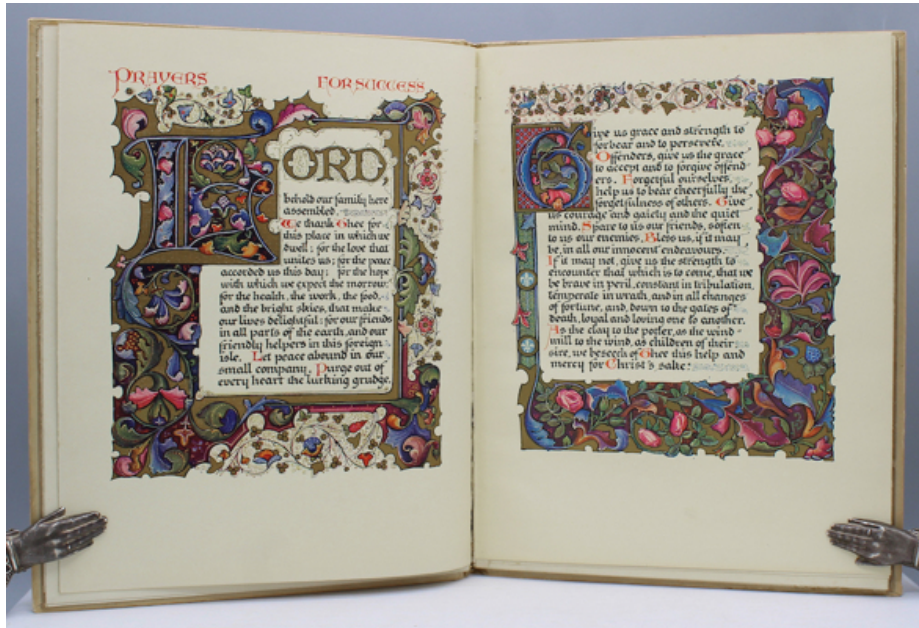 PRAYERS FOR SUCCESS
LORD,
behold our family here
assembled.
We thank Thee for
this place in which we
dwell; for the love that
unites us; for the peace
accorded us this day; for the hope
with which we expect the morrow;
for the health, the work, the food,
and the bright skies, that make
our lives delightful; for our friends
in all parts of the earth, and our
friendly helpers in this foreign
isle. Let peace abound in our
small company. Purge out of
every heart the lurking grudge.
Give us grace and strength to
forbear and to persevere.
Offenders, give us the grace
to accept and to forgive offend
ers. Forgetful ourselves,
help us to bear cheerfully the
forgetfulness of others. Give
us courage and gaiety and the quiet
mind. Spare to us our friends, soften
to us our enemies. Bless us, if it may
be, in all our innocent endeavours.
If it may not, give us the strength to
encounter that which is to come, that we
be brave in peril, constant in tribulation,
temperate in wrath, and in all changes
of fortune, and, down to the gates of
death, loyal and loving one to another.
As the clay to the potter, as the wind-
mill to the wind, as children of their
sire, we beseech of Thee this help and
mercy for Christ's sake.